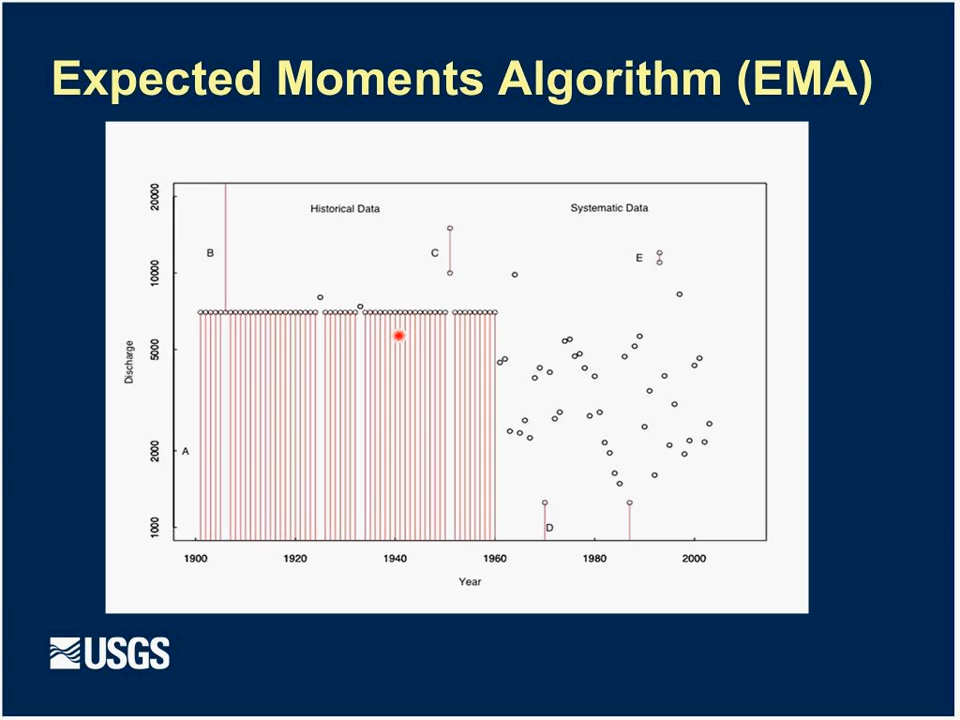 Expected Moments Algorithm (EMA)
Historical Data
Systematic Data
B
C
E
A
D
Discharge
20000
10000
5000
2000
1000
1900 1920 1940 1960 1980 2000
Year
USGS